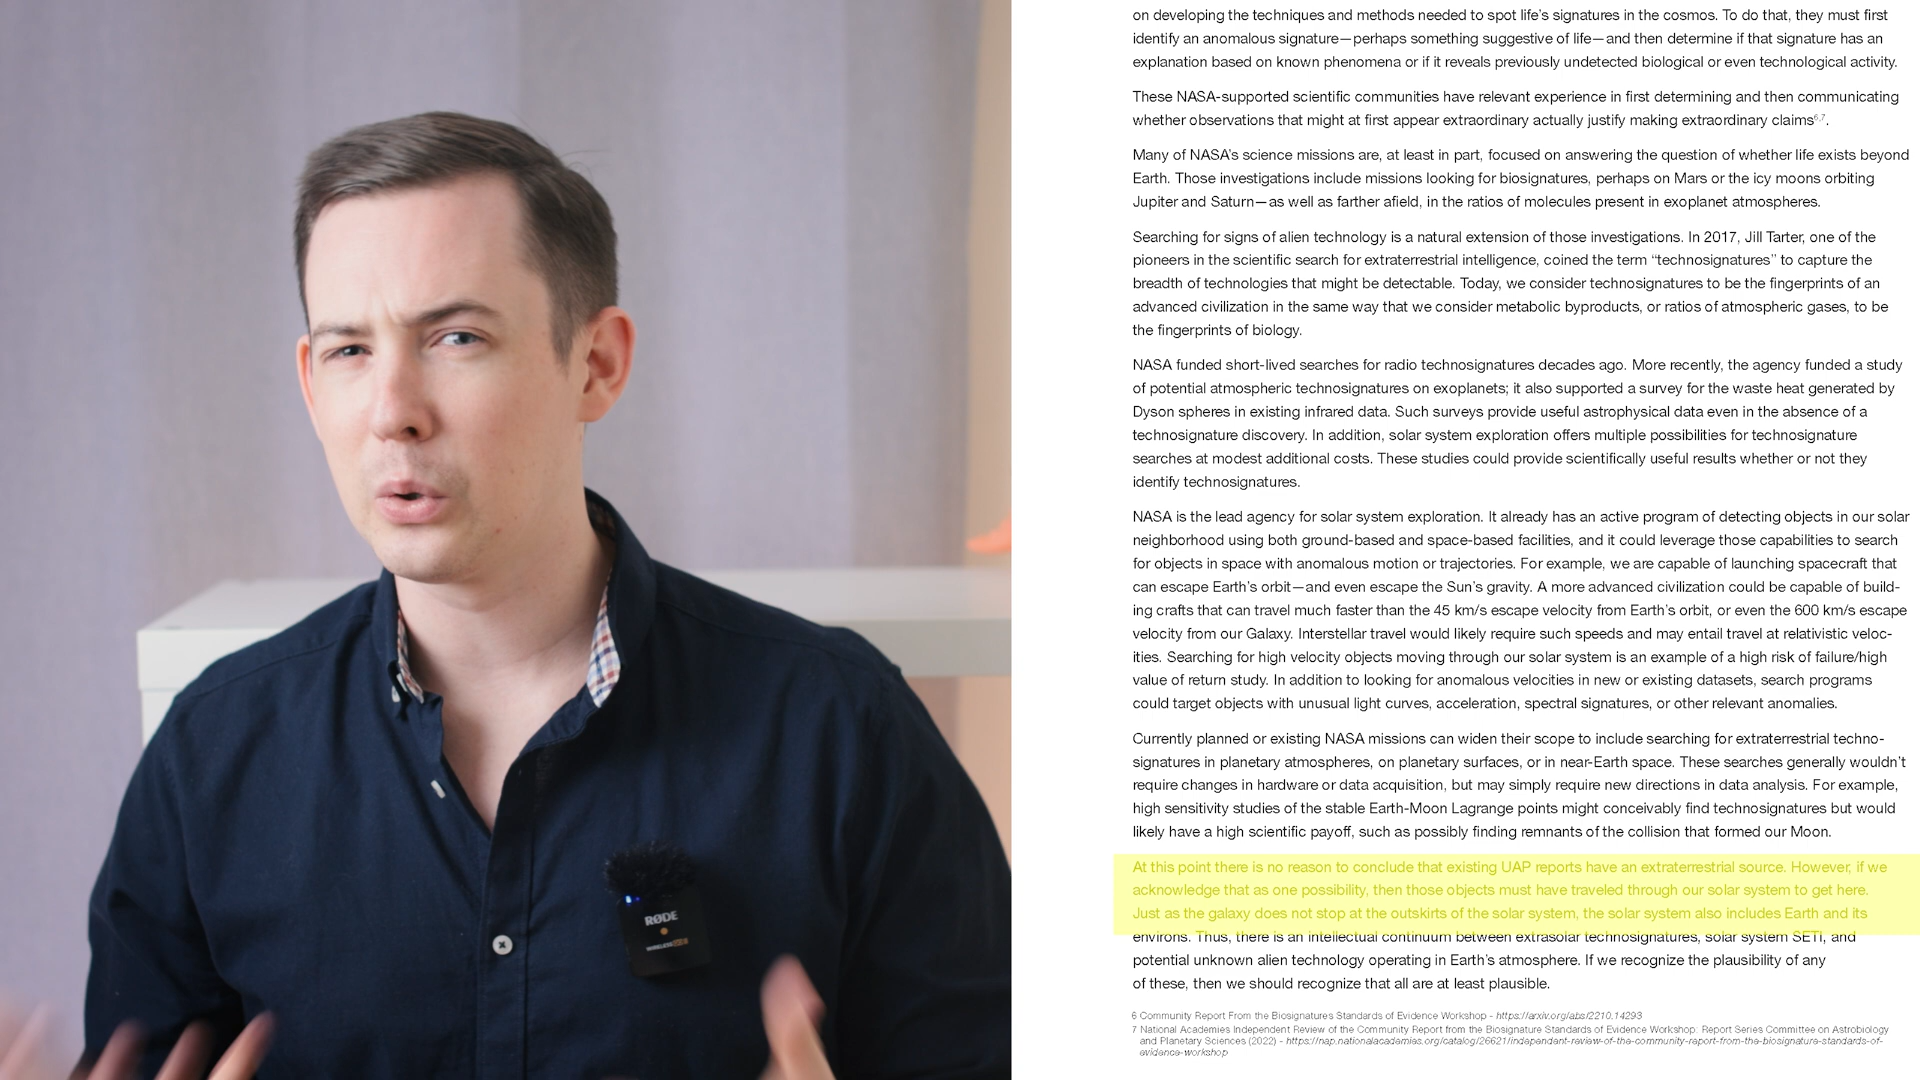 on developing the techniques and methods needed to spot life's signatures in the cosmos. To do that, they must first
identify an anomalous signature—perhaps something suggestive of life—and then determine if that signature has an
explanation based on known phenomena or if it reveals previously undetected biological or even technological activity.
These NASA-supported scientific communities have relevant experience in first determining and then communicating
whether observations that might at first appear extraordinary actually justify making extraordinary claims6,7.
Many of NASA's science missions are, at least in part, focused on answering the question of whether life exists beyond
Earth. Those investigations include missions looking for biosignatures, perhaps on Mars or the icy moons orbiting
Jupiter and Saturn—as well as farther afield, in the ratios of molecules present in exoplanet atmospheres.
Searching for signs of alien technology is a natural extension of those investigations. In 2017, Jill Tarter, one of the
pioneers in the scientific search for extraterrestrial intelligence, coined the term “technosignatures” to capture the
breadth of technologies that might be detectable. Today, we consider technosignatures to be the fingerprints of an
advanced civilization in the same way that we consider metabolic byproducts, or ratios of atmospheric gases, to be
the fingerprints of biology.
NASA funded short-lived searches for radio technosignatures decades ago. More recently, the agency funded a study
of potential atmospheric technosignatures on exoplanets; it also supported a survey for the waste heat generated by
Dyson spheres in existing infrared data. Such surveys provide useful astrophysical data even in the absence of a
technosignature discovery. In addition, solar system exploration offers multiple possibilities for technosignature
searches at modest additional costs. These studies could provide scientifically useful results whether or not they
identify technosignatures.
NASA is the lead agency for solar system exploration. It already has an active program of detecting objects in our solar
neighborhood using both ground-based and space-based facilities, and it could leverage those capabilities to search
for objects in space with anomalous motion or trajectories. For example, we are capable of launching spacecraft that
can escape Earth's orbit—and even escape the Sun's gravity. A more advanced civilization could be capable of build-
ing crafts that can travel much faster than the 45 km/s escape velocity from Earth's orbit, or even the 600 km/s escape
velocity from our Galaxy. Interstellar travel would likely require such speeds and may entail travel at relativistic veloc-
ities. Searching for high velocity objects moving through our solar system is an example of a high risk of failure/high
value of return study. In addition to looking for anomalous velocities in new or existing datasets, search programs
could target objects with unusual light curves, acceleration, spectral signatures, or other relevant anomalies.
Currently planned or existing NASA missions can widen their scope to include searching for extraterrestrial techno-
signatures in planetary atmospheres, on planetary surfaces, or in near-Earth space. These searches generally wouldn't
require changes in hardware or data acquisition, but may simply require new directions in data analysis. For example,
high sensitivity studies of the stable Earth-Moon Lagrange points might conceivably find technosignatures but would
likely have a high scientific payoff, such as possibly finding remnants of the collision that formed our Moon.
At this point there is no reason to conclude that existing UAP reports have an extraterrestrial source. However, if we
acknowledge that as one possibility, then those objects must have traveled through our solar system to get here.
Just as the galaxy does not stop at the outskirts of the solar system, the solar system also includes Earth and its
environs. Thus, there is an intellectual continuum between extrasolar technosignatures, solar system SETI, and
potential unknown alien technology operating in Earth's atmosphere. If we recognize the plausibility of any
of these, then we should recognize that all are at least plausible.
6 Community Report From the Biosignatures Standards of Evidence Workshop - https://arxiv.org/abs/2210.14293
7 National Academies Independent Review of the Community Report from the Biosignature Standards of Evidence Workshop: Report Series Committee on Astrobiology
and Planetary Sciences (2022) - https://nap.nationalacademies.org/catalog/26621/independent-review-of-the-community-report-from-the-biosignature-standards-of-
evidence-workshop
RØDE